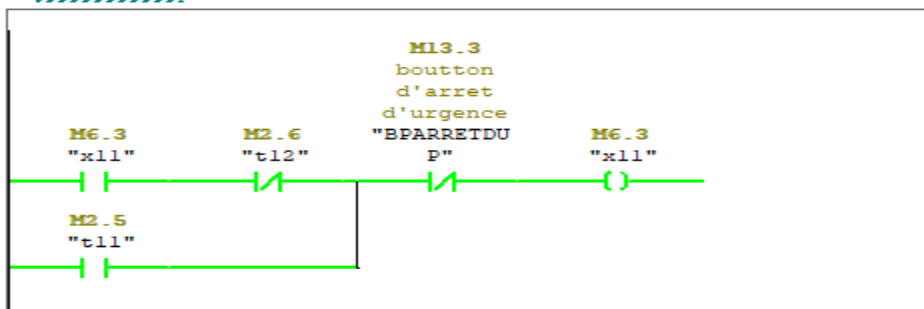 M13.3
boutton
d'arret
d'urgence
M6.3 M2.6 "BPARRETDU M6.3
"x11" "t12" P" "x11"
M2.5
"t11"